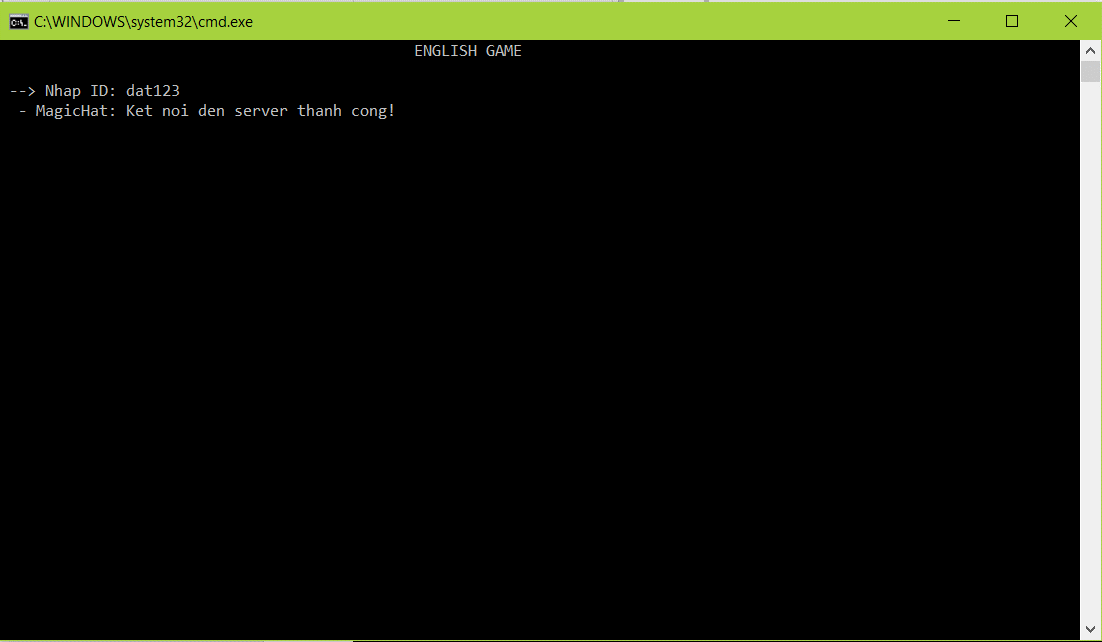 C:\WINDOWS\system32\cmd.exe
ENGLISH GAME
--> Nhap ID: dat123
- MagicHat: Ket noi den server thanh cong!